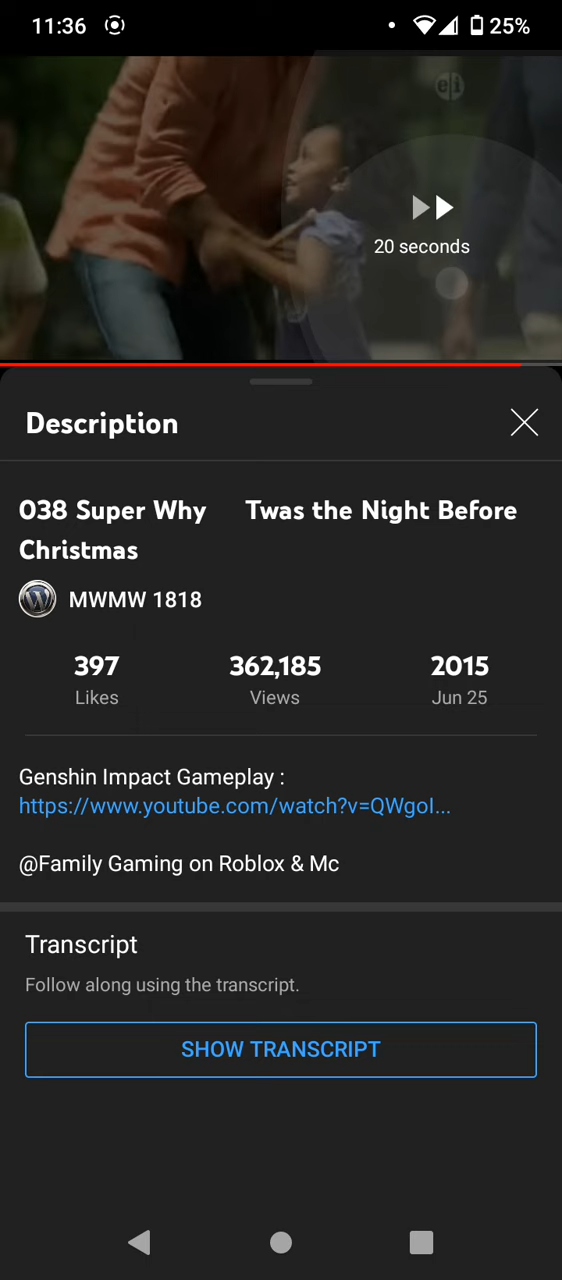 11:36
25%
e|i
20 seconds
Description
038 Super Why Twas the Night Before
Christmas
MWMW 1818
397
362,185
2015
Likes
Views
Jun 25
Genshin Impact Gameplay :
https://www.youtube.com/watch?v=QWgoI...
@Family Gaming on Roblox & Mc
Transcript
Follow along using the transcript.
SHOW TRANSCRIPT